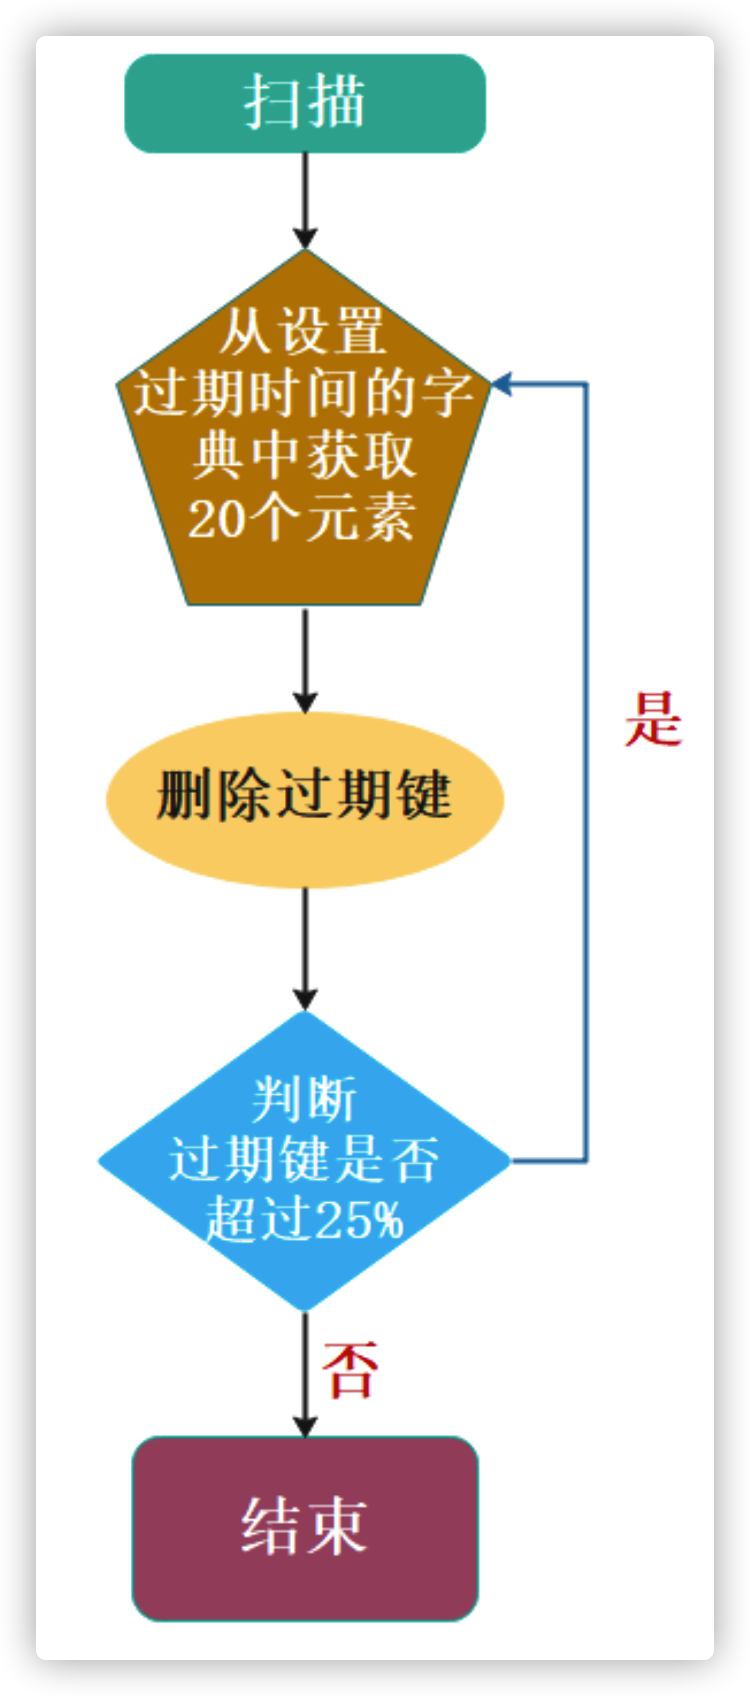 扫描
从设置
过期时间的字
典中获取
20个元素
是
删除过期键
判断
过期键是否
超过25%
否
结束